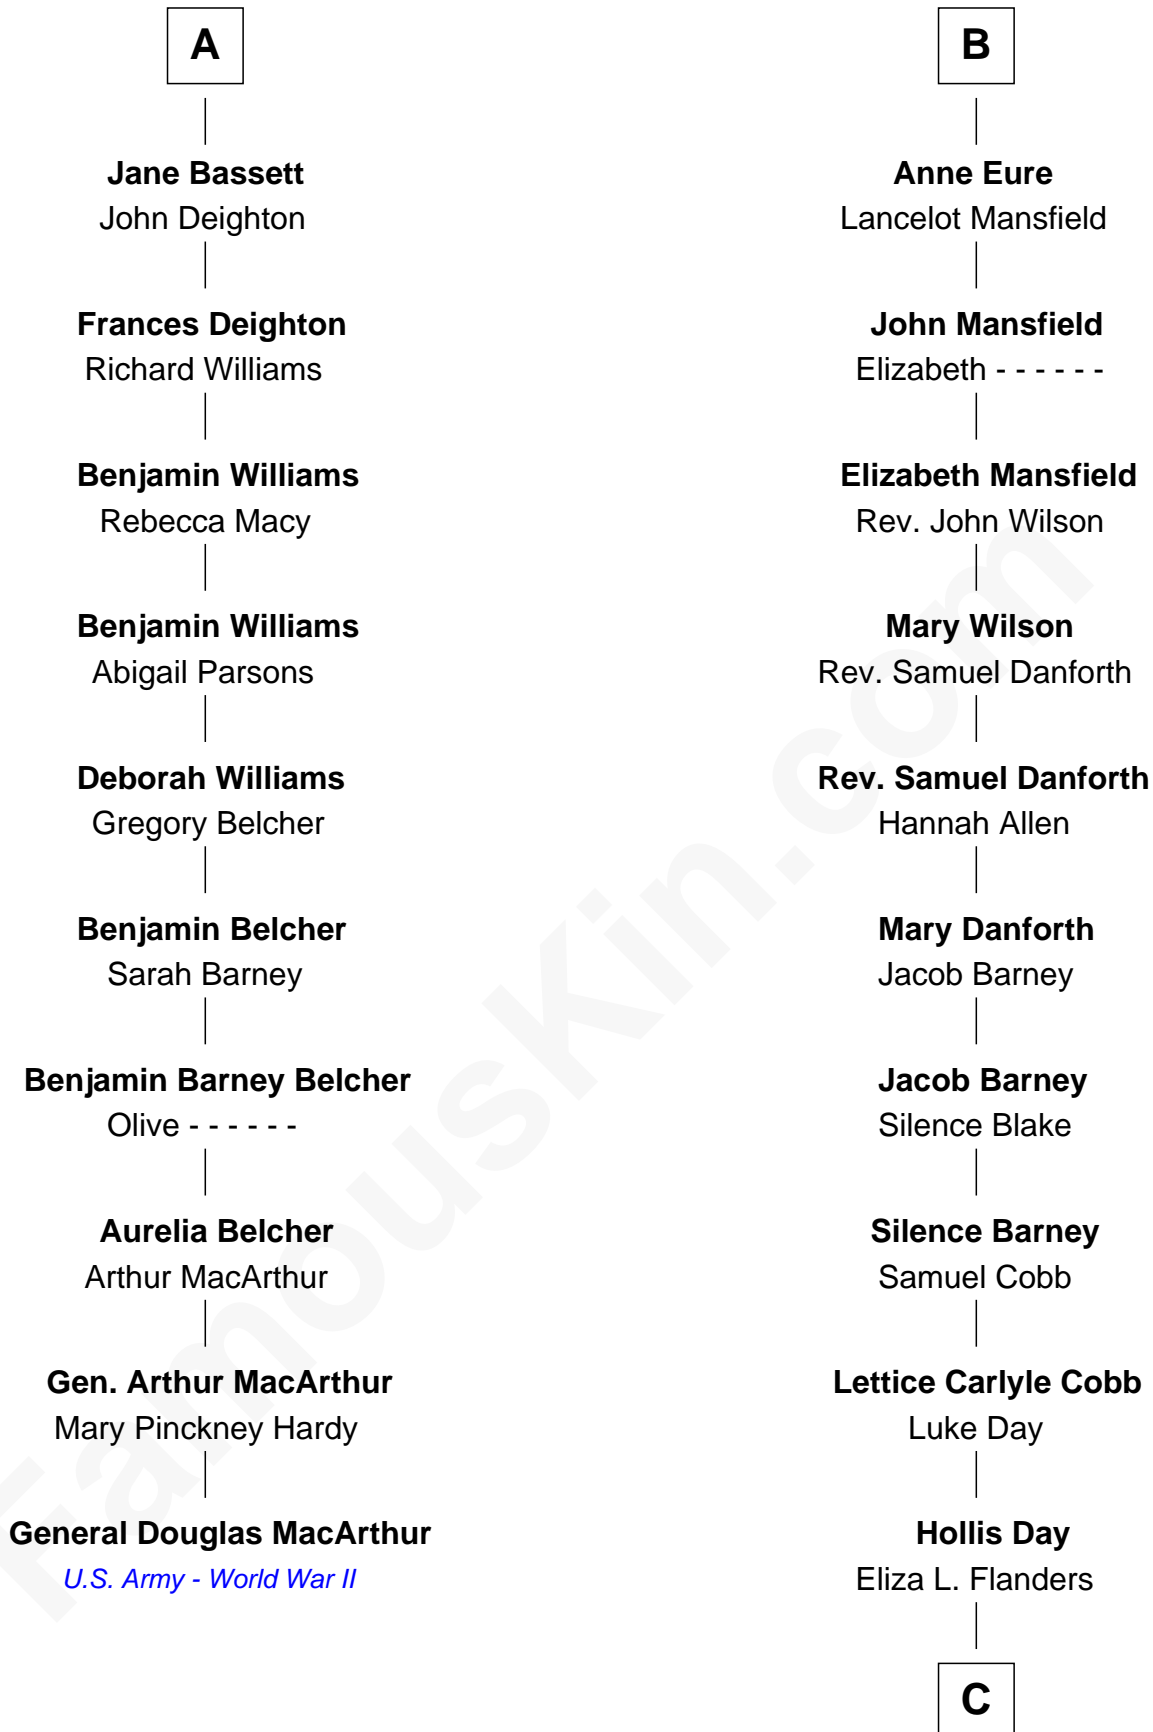 A
Jane Bassett
John Deighton
Frances Deighton
Richard Williams
Benjamin Williams
Rebecca Macy
Benjamin Williams
Abigail Parsons
Deborah Williams
Gregory Belcher
Benjamin Belcher
Sarah Barney
Benjamin Barney Belcher
Olive - - - - - -
Aurelia Belcher
Arthur MacArthur
Gen. Arthur MacArthur
Mary Pinckney Hardy
General Douglas MacArthur
U.S. Army - World War II
B
Anne Eure
Lancelot Mansfield
John Mansfield
Elizabeth - - - - - -
Elizabeth Mansfield
Rev. John Wilson
Mary Wilson
Rev. Samuel Danforth
Rev. Samuel Danforth
Hannah Allen
Mary Danforth
Jacob Barney
Jacob Barney
Silence Blake
Silence Barney
Samuel Cobb
Lettice Carlyle Cobb
Luke Day
Hollis Day
Eliza L. Flanders
C
FamousKin.com